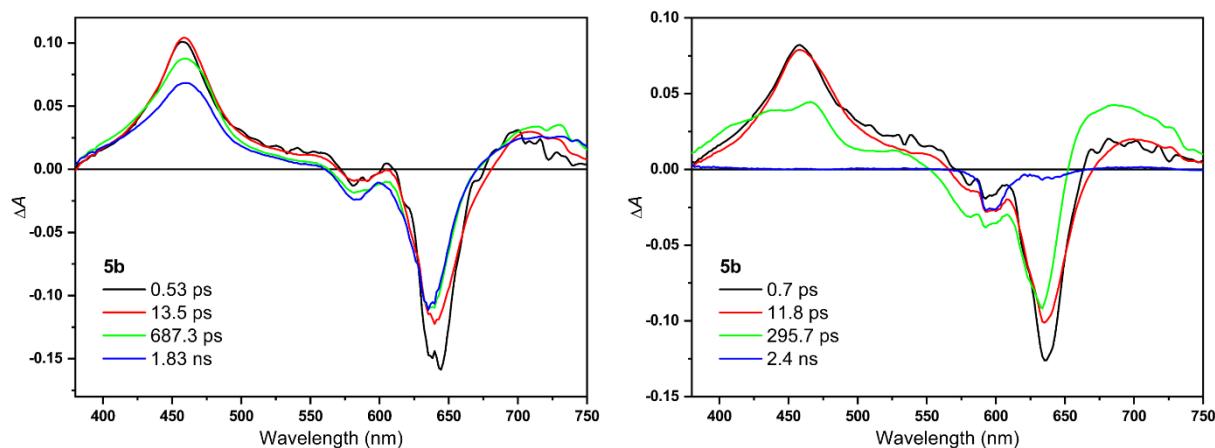 0.10
0.05
0.00
-0.05
-0.10
-0.15
ΔA
5b
0.53 ps
13.5 ps
687.3 ps
1.83 ns
400 450 500 550 600 650 700 750
Wavelength (nm)
0.10
0.05
0.00
-0.05
-0.10
-0.15
ΔA
5b
0.7 ps
11.8 ps
295.7 ps
2.4 ns
400 450 500 550 600 650 700 750
Wavelength (nm)